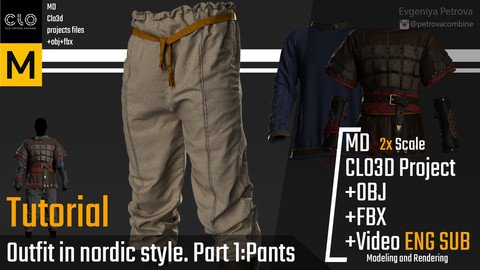 CLO
MD
Clo3d
projects files
+obj+fbx
Evgeniya Petrova
@petrovacombine
M
MD 2x Scale
CLO3D Project
+OBJ
+FBX
+Video ENG SUB
Modeling and Rendering
Tutorial
Outfit in nordic style. Part 1:Pants